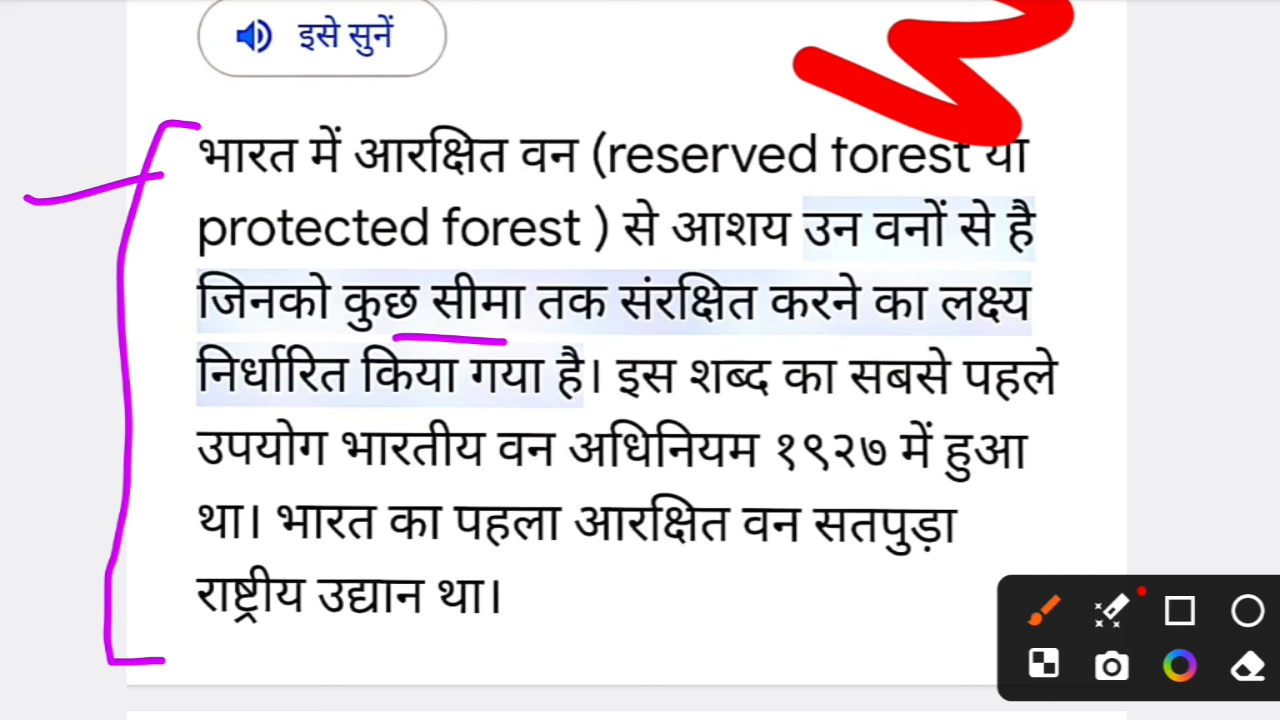 इसे सुनें
भारत में आरक्षित वन (reserved forest या
protected forest ) से आशय उन वनों से है
जिनको कुछ सीमा तक संरक्षित करने का लक्ष्य
निर्धारित किया गया है। इस शब्द का सबसे पहले
उपयोग भारतीय वन अधिनियम १९२७ में हुआ
था। भारत का पहला आरक्षित वन सतपुड़ा
राष्ट्रीय उद्यान था।